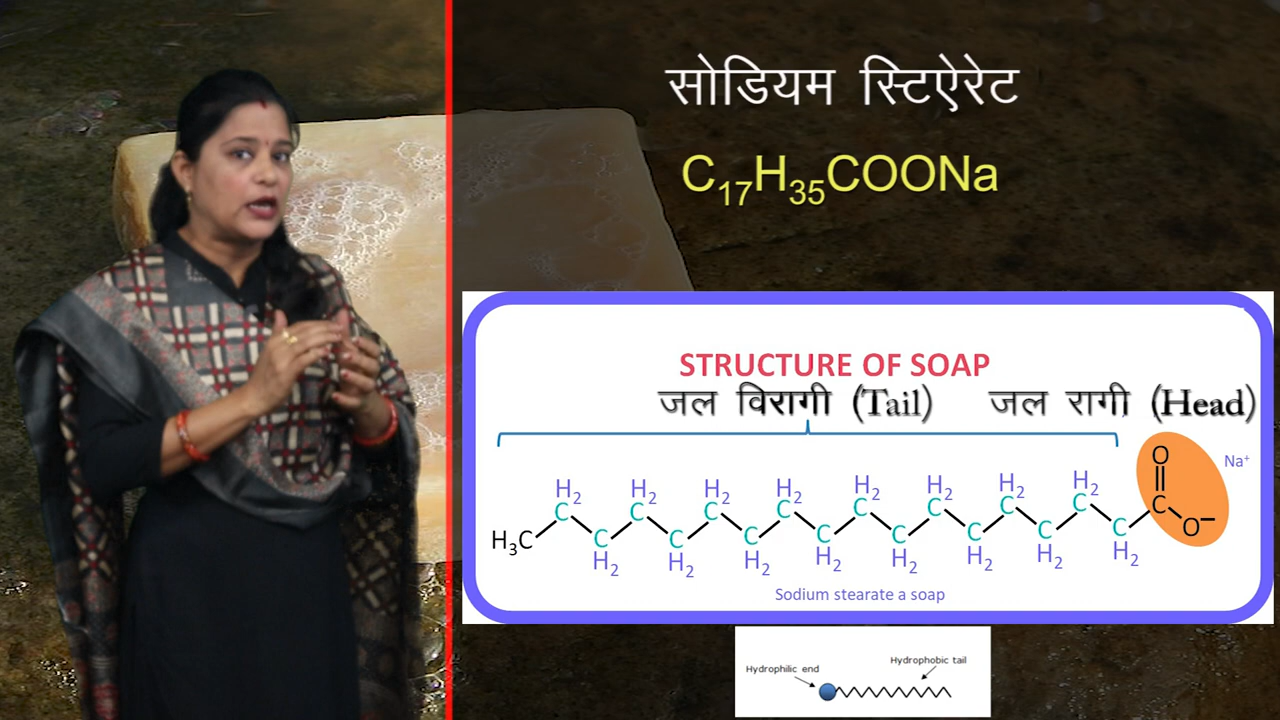 सोडियम स्टिऐरेट
C₁₇H₃₅COONa
STRUCTURE OF SOAP
जल विरागी (Tail) जल रागी (Head)
H₂ H₂ H₂ H₂ H₂ H₂ H₂ H₂ O Na⁺
C C C C C C C C C
H₃C C C C C C C C C O⁻
H₂ H₂ H₂ H₂ H₂ H₂ H₂ H₂
Sodium stearate a soap
Hydrophilic end Hydrophobic tail